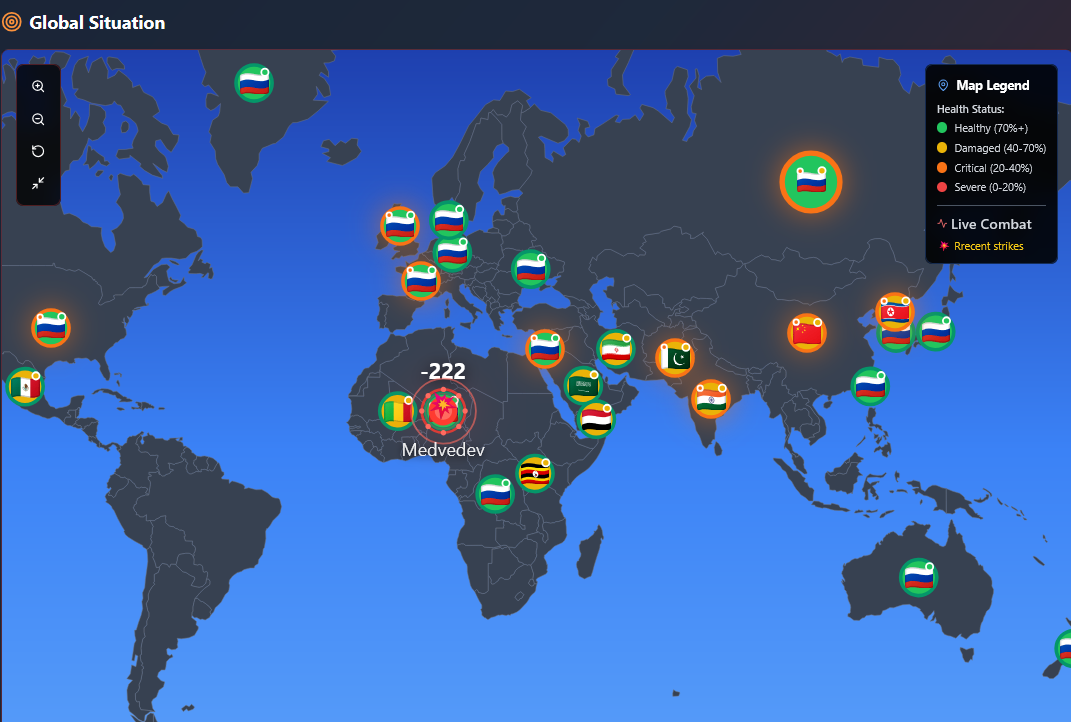 Global Situation
Map Legend
Health Status:
Healthy (70%+)
Damaged (40-70%)
Critical (20-40%)
Severe (0-20%)
Live Combat
Rrecent strikes
-222
Medvedev